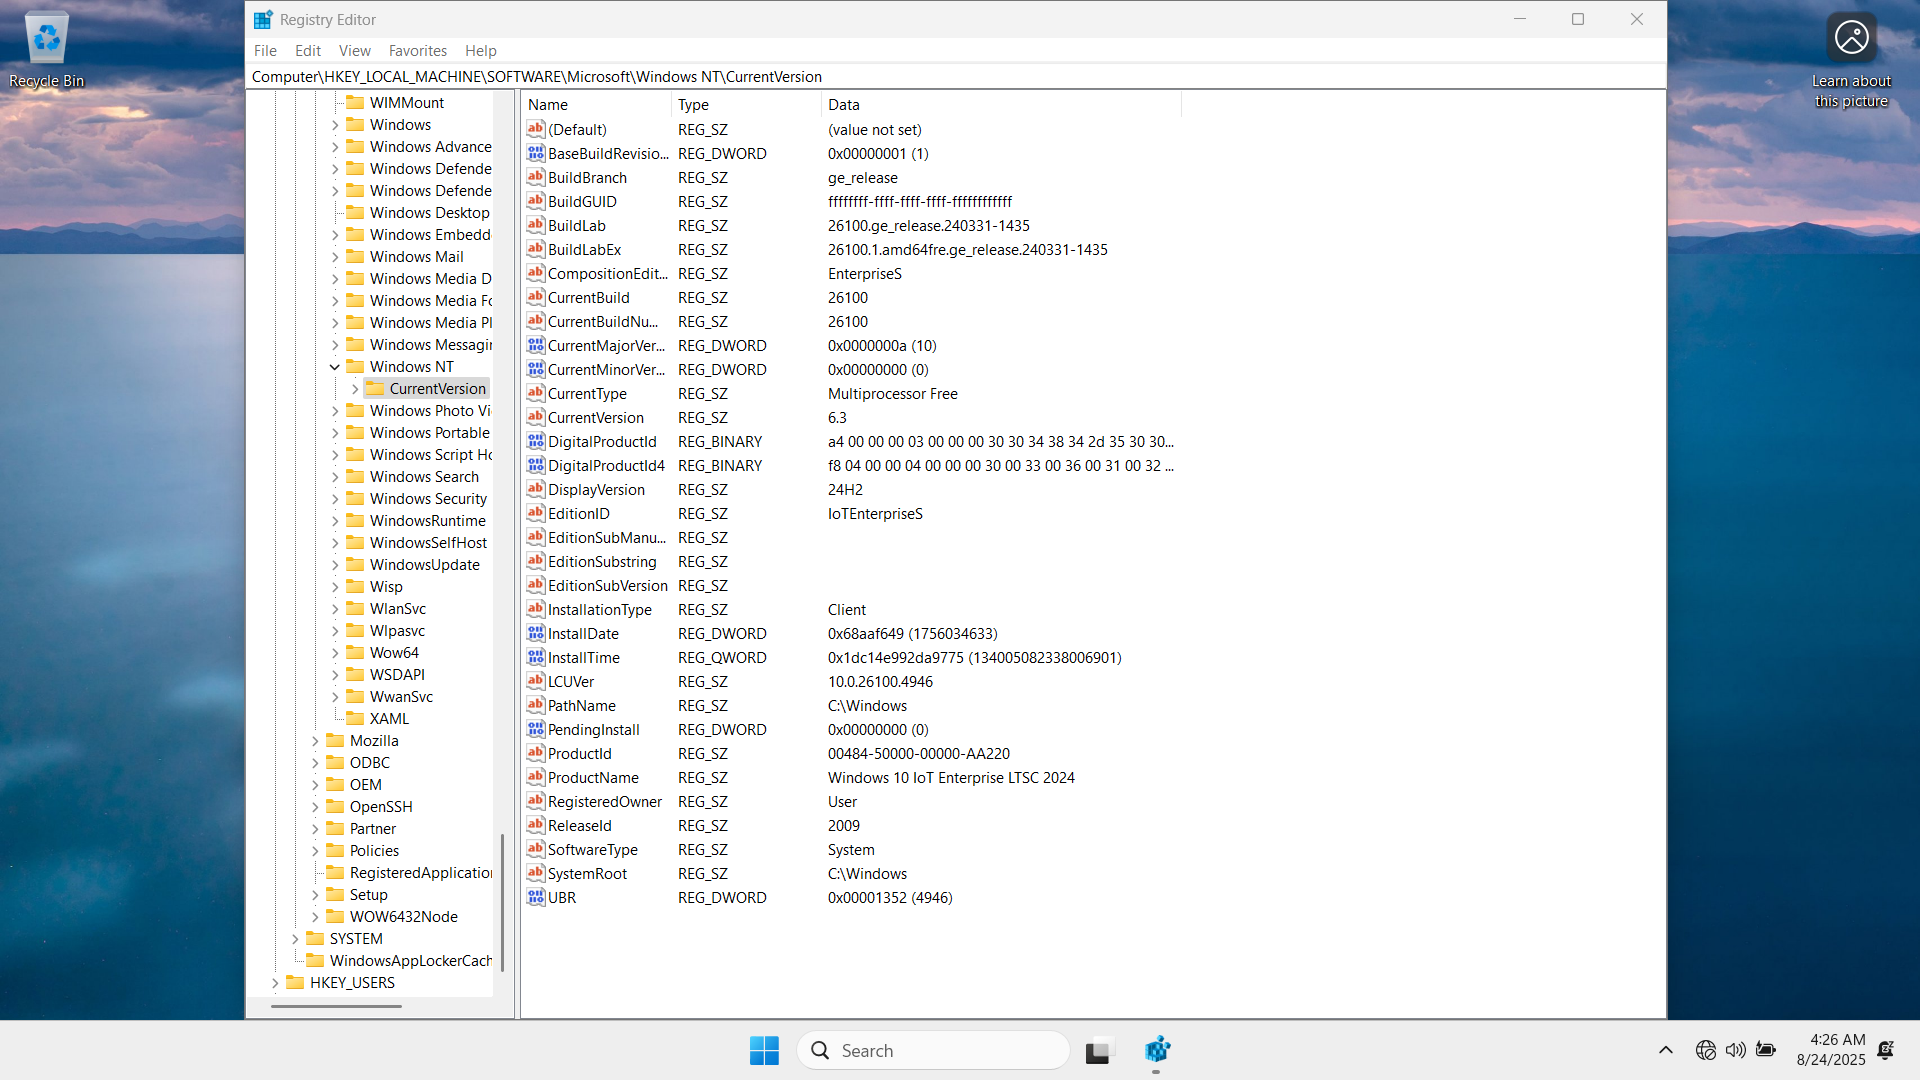 Recycle Bin
Learn about
this picture
Registry Editor
File Edit View Favorites Help
Computer\HKEY_LOCAL_MACHINE\SOFTWARE\Microsoft\Windows NT\CurrentVersion
WIMMount
Windows
Windows Advance
Windows Defende
Windows Defende
Windows Desktop
Windows Embedd
Windows Mail
Windows Media D
Windows Media Fo
Windows Media Pl
Windows Messagin
Windows NT
CurrentVersion
Windows Photo Vi
Windows Portable
Windows Script Ho
Windows Search
Windows Security
WindowsRuntime
WindowsSelfHost
WindowsUpdate
Wisp
WlanSvc
Wlpasvc
Wow64
WSDAPI
WwanSvc
XAML
Mozilla
ODBC
OEM
OpenSSH
Partner
Policies
RegisteredApplication
Setup
WOW6432Node
SYSTEM
WindowsAppLockerCach
HKEY_USERS
Name Type Data
(Default) REG_SZ (value not set)
BaseBuildRevisio... REG_DWORD 0x00000001 (1)
BuildBranch REG_SZ ge_release
BuildGUID REG_SZ ffffffff-ffff-ffff-ffff-ffffffffffff
BuildLab REG_SZ 26100.ge_release.240331-1435
BuildLabEx REG_SZ 26100.1.amd64fre.ge_release.240331-1435
CompositionEdit... REG_SZ EnterpriseS
CurrentBuild REG_SZ 26100
CurrentBuildNu... REG_SZ 26100
CurrentMajorVer... REG_DWORD 0x0000000a (10)
CurrentMinorVer... REG_DWORD 0x00000000 (0)
CurrentType REG_SZ Multiprocessor Free
CurrentVersion REG_SZ 6.3
DigitalProductId REG_BINARY a4 00 00 00 03 00 00 00 30 30 34 38 34 2d 35 30 30...
DigitalProductId4 REG_BINARY f8 04 00 00 04 00 00 00 30 00 33 00 36 00 31 00 32 ...
DisplayVersion REG_SZ 24H2
EditionID REG_SZ IoTEnterpriseS
EditionSubManu... REG_SZ
EditionSubstring REG_SZ
EditionSubVersion REG_SZ
InstallationType REG_SZ Client
InstallDate REG_DWORD 0x68aaf649 (1756034633)
InstallTime REG_QWORD 0x1dc14e992da9775 (134005082338006901)
LCUVer REG_SZ 10.0.26100.4946
PathName REG_SZ C:\Windows
PendingInstall REG_DWORD 0x00000000 (0)
ProductId REG_SZ 00484-50000-00000-AA220
ProductName REG_SZ Windows 10 IoT Enterprise LTSC 2024
RegisteredOwner REG_SZ User
ReleaseId REG_SZ 2009
SoftwareType REG_SZ System
SystemRoot REG_SZ C:\Windows
UBR REG_DWORD 0x00001352 (4946)
Search
4:26 AM
8/24/2025